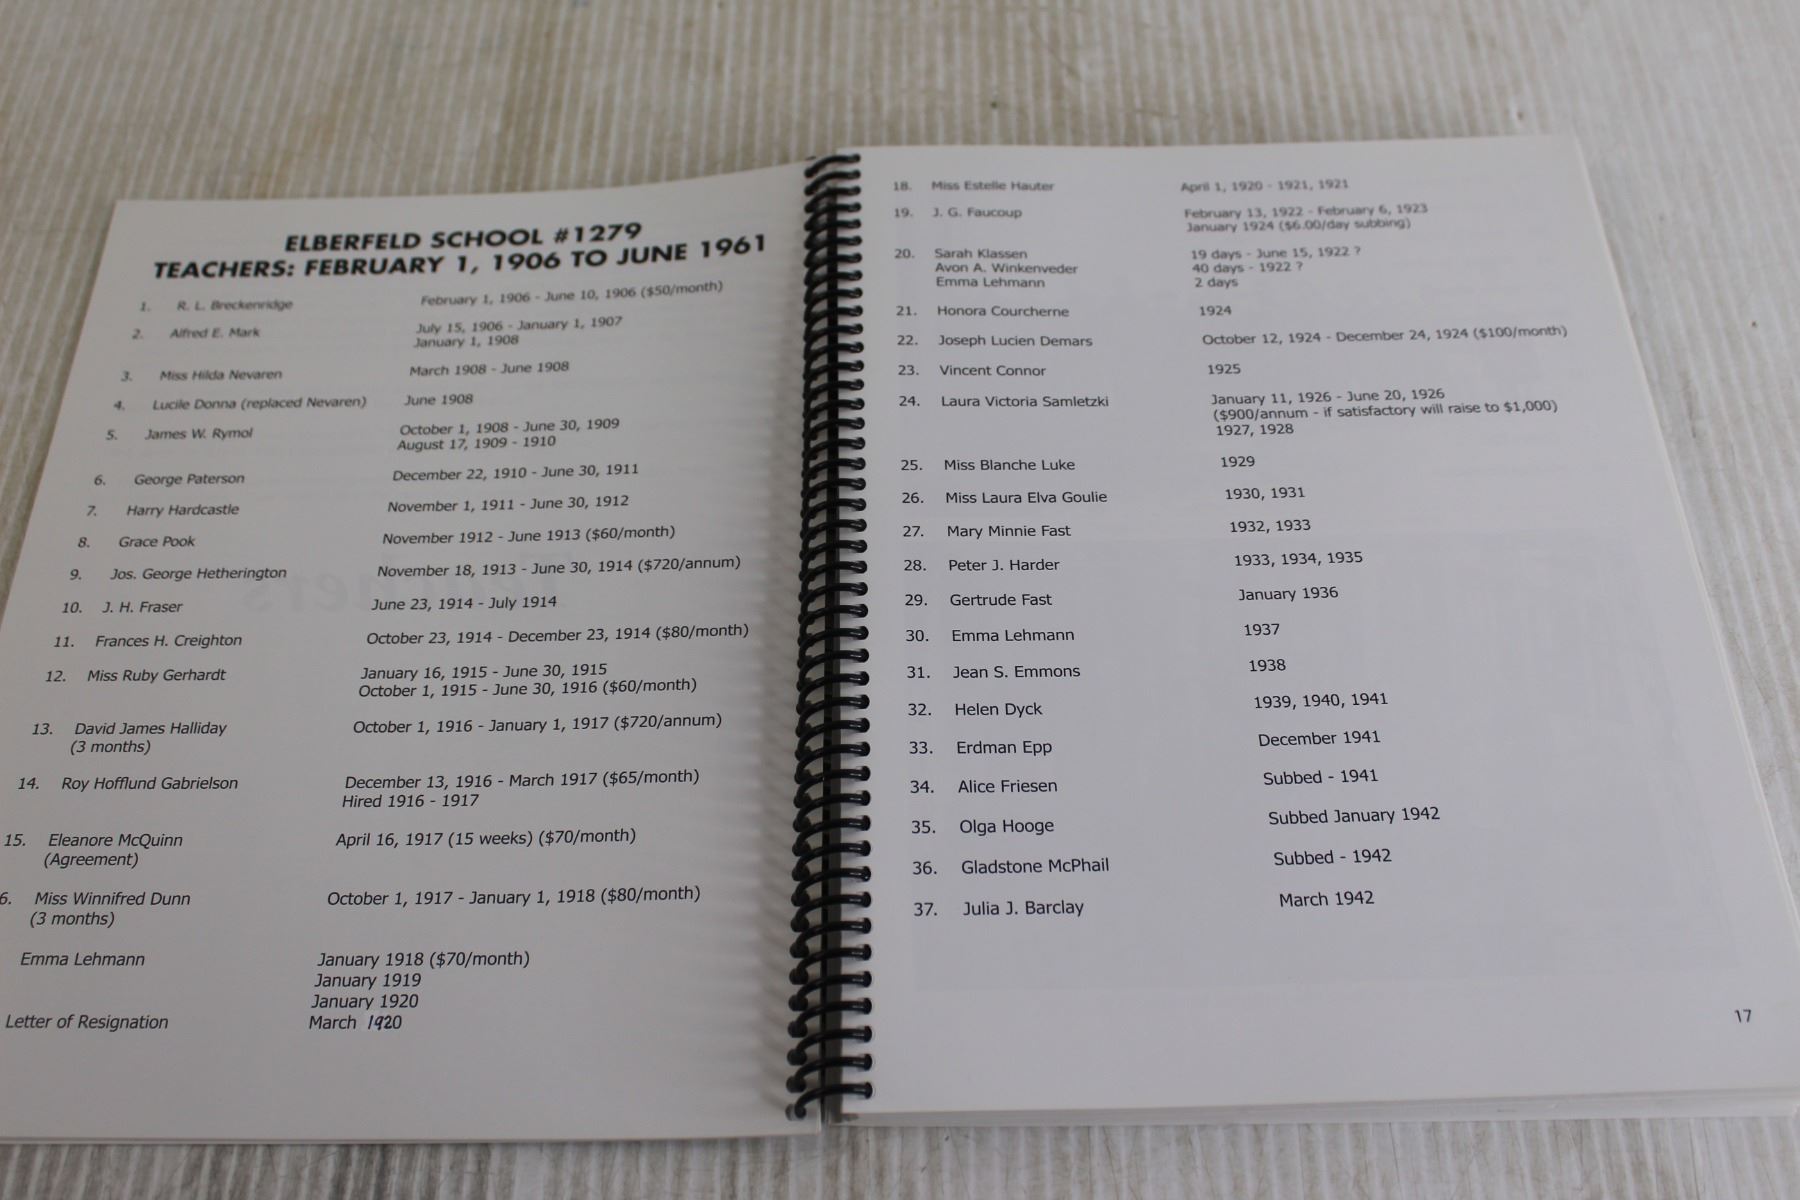 ELBERFELD SCHOOL #1279
TEACHERS: FEBRUARY 1, 1906 TO JUNE 1961
1. R. L. Breckenridge February 1, 1906 - June 10, 1906 ($50/month)
2. Alfred E. Mark July 15, 1906 - January 1, 1907
January 1, 1908
3. Miss Hilda Nevaren March 1908 - June 1908
4. Lucile Donna (replaced Nevaren) June 1908
5. James W. Rymol October 1, 1908 - June 30, 1909
August 17, 1909 - 1910
6. George Paterson December 22, 1910 - June 30, 1911
7. Harry Hardcastle November 1, 1911 - June 30, 1912
8. Grace Pook November 1912 - June 1913 ($60/month)
9. Jos. George Hetherington November 18, 1913 - June 30, 1914 ($720/annum)
10. J. H. Fraser June 23, 1914 - July 1914
11. Frances H. Creighton October 23, 1914 - December 23, 1914 ($80/month)
12. Miss Ruby Gerhardt January 16, 1915 - June 30, 1915
October 1, 1915 - June 30, 1916 ($60/month)
13. David James Halliday October 1, 1916 - January 1, 1917 ($720/annum)
(3 months)
14. Roy Hofflund Gabrielson December 13, 1916 - March 1917 ($65/month)
Hired 1916 - 1917
15. Eleanore McQuinn April 16, 1917 (15 weeks) ($70/month)
(Agreement)
6. Miss Winnifred Dunn October 1, 1917 - January 1, 1918 ($80/month)
(3 months)
Emma Lehmann January 1918 ($70/month)
January 1919
January 1920
Letter of Resignation March 1920
18. Miss Estelle Hauter April 1, 1920 - 1921, 1921
19. J. G. Faucoup February 13, 1922 - February 6, 1923
January 1924 ($6.00/day subbing)
20. Sarah Klassen 19 days - June 15, 1922 ?
Avon A. Winkenveder 40 days - 1922 ?
Emma Lehmann 2 days
21. Honora Courcherne 1924
22. Joseph Lucien Demars October 12, 1924 - December 24, 1924 ($100/month)
23. Vincent Connor 1925
24. Laura Victoria Samletzki January 11, 1926 - June 20, 1926
($900/annum - if satisfactory will raise to $1,000)
1927, 1928
25. Miss Blanche Luke 1929
26. Miss Laura Elva Goulie 1930, 1931
27. Mary Minnie Fast 1932, 1933
28. Peter J. Harder 1933, 1934, 1935
29. Gertrude Fast January 1936
30. Emma Lehmann 1937
31. Jean S. Emmons 1938
32. Helen Dyck 1939, 1940, 1941
33. Erdman Epp December 1941
34. Alice Friesen Subbed - 1941
35. Olga Hooge Subbed January 1942
36. Gladstone McPhail Subbed - 1942
37. Julia J. Barclay March 1942
17